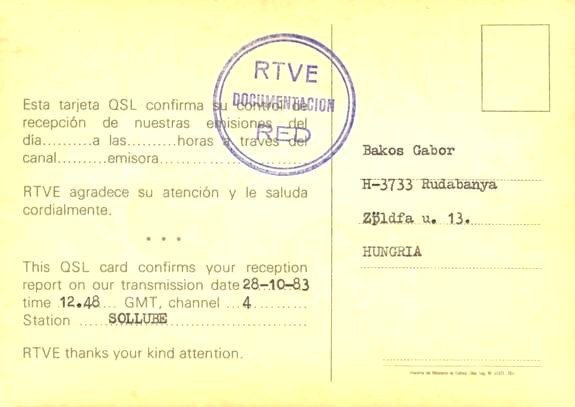 Esta tarjeta QSL confirma su control de
recepción de nuestras emisiones del
día..........a las..........horas a través del
canal..........emisora..............................
RTVE agradece su atención y le saluda
cordialmente.
* * *
This QSL card confirms your reception
report on our transmission date 28-10-83
time 12.48.... GMT, channel ...4...............
Station .......SOLLUBE................................
RTVE thanks your kind attention.
RTVE
DOCUMENTACION
RED
Bakos Gabor
H-3733 Rudabanya
Zöldfa u. 13.
HUNGRIA